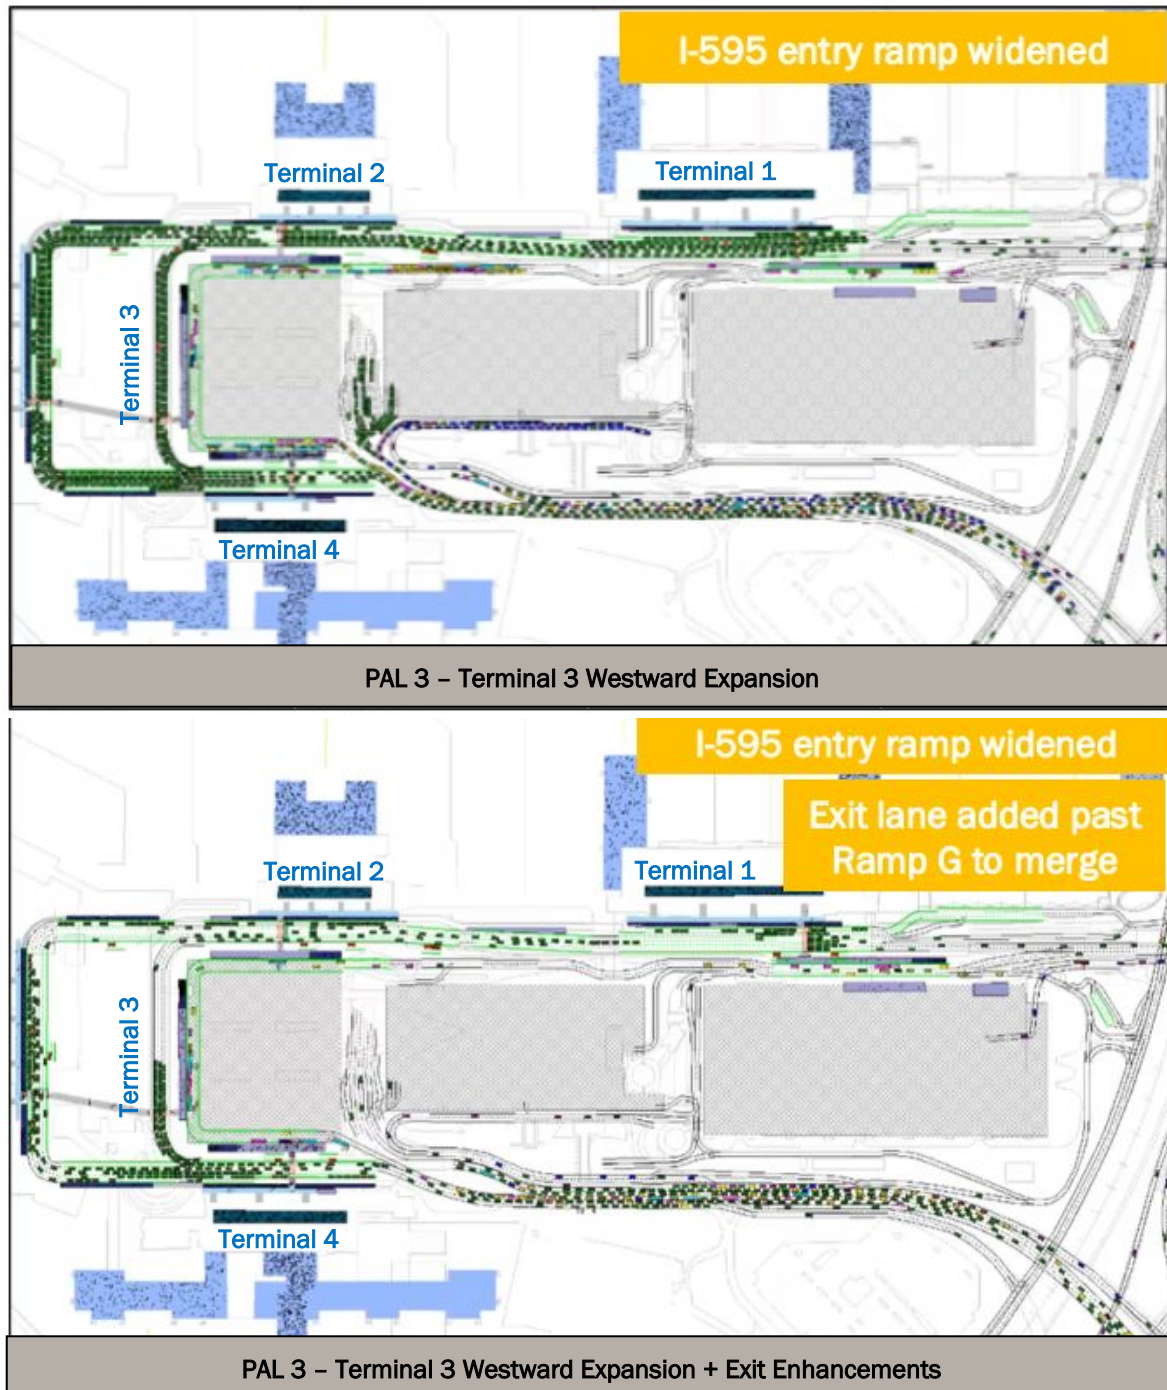 I-595 entry ramp widened
Terminal 2
Terminal 1
Terminal 3
Terminal 4
PAL 3 – Terminal 3 Westward Expansion
I-595 entry ramp widened
Exit lane added past
Ramp G to merge
Terminal 2
Terminal 1
Terminal 3
Terminal 4
PAL 3 – Terminal 3 Westward Expansion + Exit Enhancements